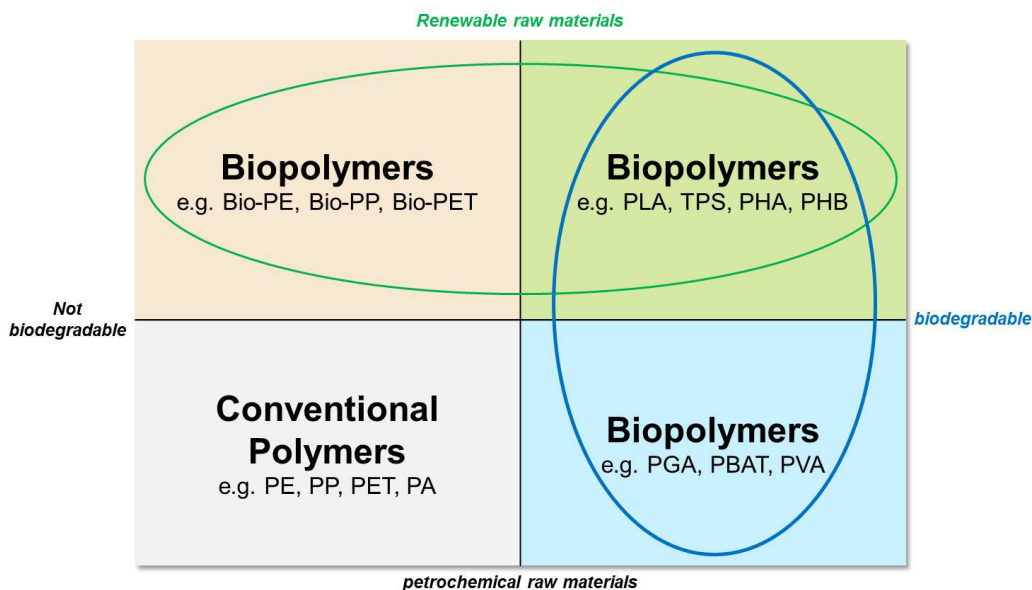 Renewable raw materials
Biopolymers
e.g. Bio-PE, Bio-PP, Bio-PET
Biopolymers
e.g. PLA, TPS, PHA, PHB
Not
biodegradable
biodegradable
Conventional
Polymers
e.g. PE, PP, PET, PA
Biopolymers
e.g. PGA, PBAT, PVA
petrochemical raw materials